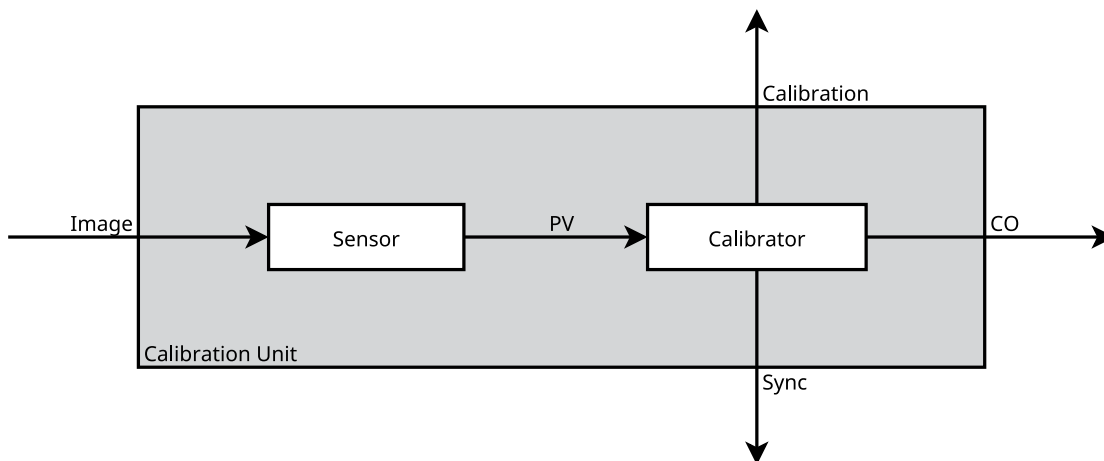 Calibration
Image
Sensor
PV
Calibrator
CO
Calibration Unit
Sync